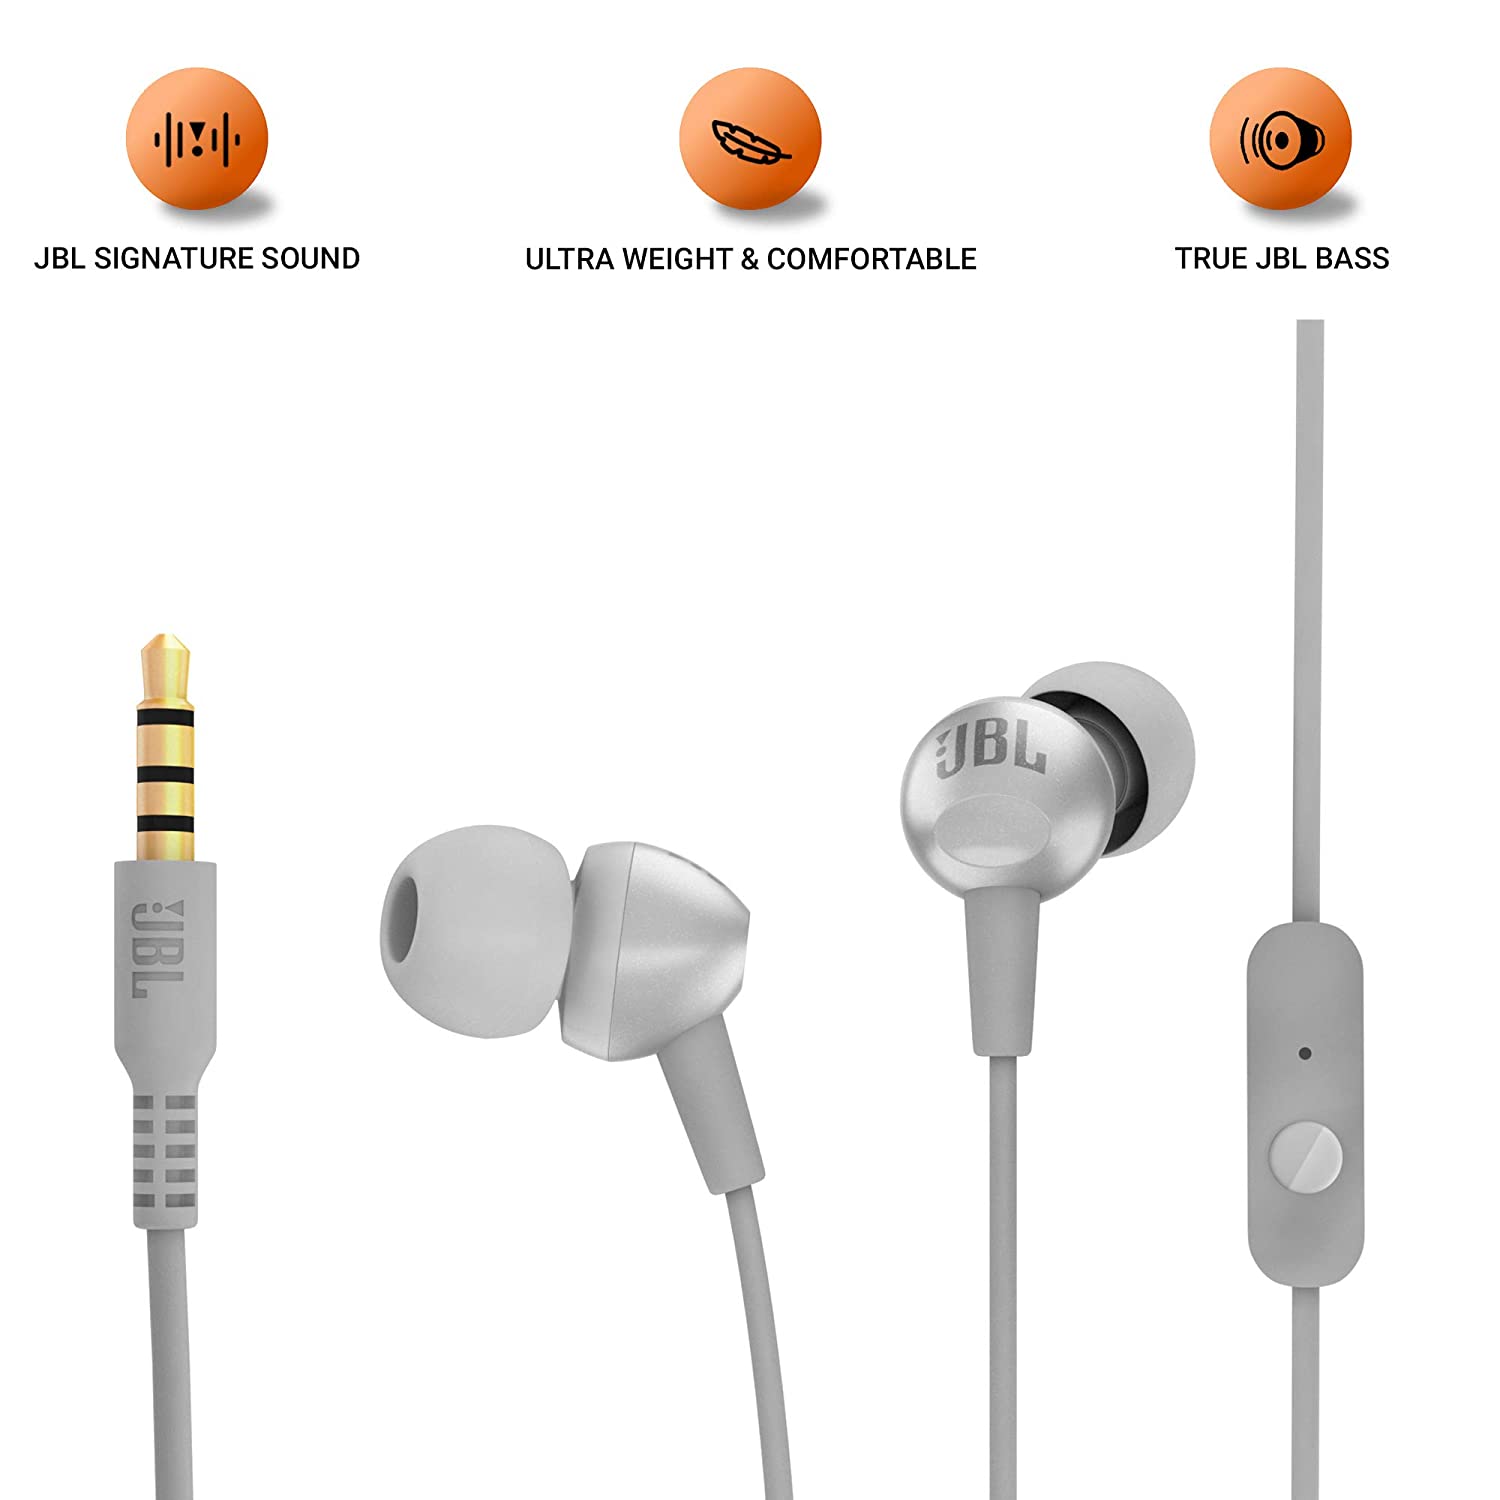 JBL SIGNATURE SOUND
ULTRA WEIGHT & COMFORTABLE
TRUE JBL BASS
JBL
JBL